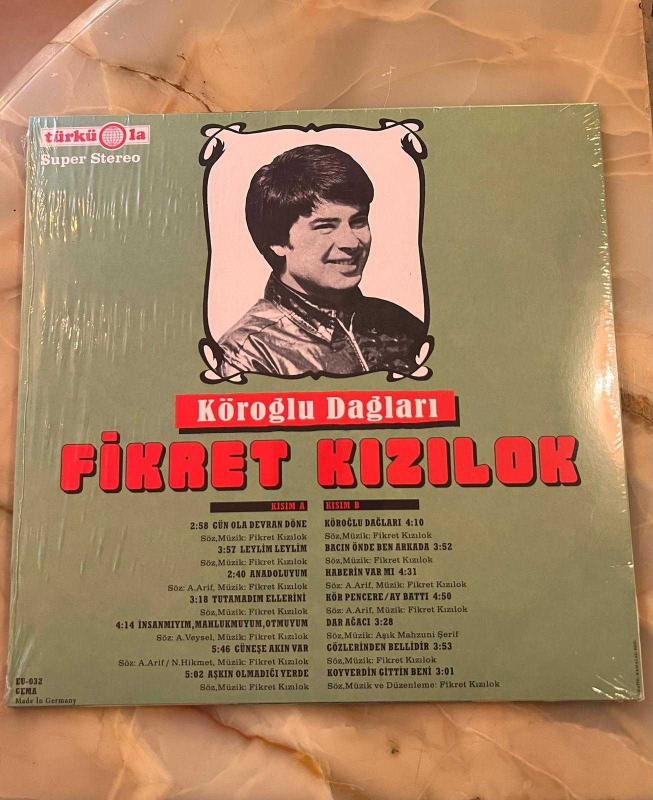 türkü la
Super Stereo
Köroğlu Dağları
FİKRET KIZILOK
KISIM A
2:58 GÜN OLA DEVRAN DÖNE
Söz,Müzik: Fikret Kızılok
3:57 LEYLİM LEYLİM
Söz,Müzik: Fikret Kızılok
2:40 ANADOLUYUM
Söz: A.Arif, Müzik: Fikret Kızılok
3:18 TUTAMADIM ELLERİNİ
Söz,Müzik: Fikret Kızılok
4:14 İNSANMIYIM,MAHLUKMUYUM,OTMUYUM
Söz: A.Veysel, Müzik: Fikret Kızılok
5:46 GÜNEŞE AKIN VAR
Söz: A.Arif / N.Hikmet, Müzik: Fikret Kızılok
5:02 AŞKIN OLMADIĞI YERDE
Söz,Müzik: Fikret Kızılok
KISIM B
KÖROĞLU DAĞLARI 4:10
Söz,Müzik: Fikret Kızılok
BACIN ÖNDE BEN ARKADA 3:52
Söz,Müzik: Fikret Kızılok
HABERİN VAR MI 4:31
Söz: A.Arif, Müzik: Fikret Kızılok
KÖR PENCERE/AY BATTI 4:50
Söz: A.Arif, Müzik: Fikret Kızılok
DAR AĞACI 3:28
Söz,Müzik: Aşık Mahzuni Şerif
GÖZLERİNDEN BELLİDİR 3:53
Söz,Müzik: Fikret Kızılok
KOYVERDİN GİTTİN BENİ 3:01
Söz,Müzik ve Düzenleme: Fikret Kızılok
EU-032
GEMA
Made In Germany